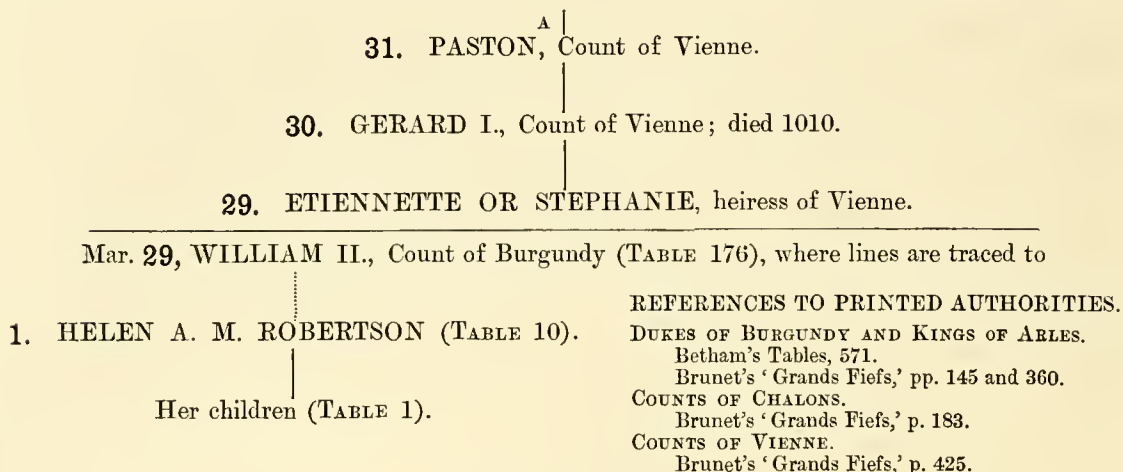 A
31. PASTON, Count of Vienne.
30. GERARD I., Count of Vienne; died 1010.
29. ETIENNETTE OR STEPHANIE, heiress of Vienne.
Mar. 29, WILLIAM II., Count of Burgundy (TABLE 176), where lines are traced to
1. HELEN A. M. ROBERTSON (TABLE 10).
Her children (TABLE 1).
REFERENCES TO PRINTED AUTHORITIES.
DUKES OF BURGUNDY AND KINGS OF ARLES.
Betham's Tables, 571.
Brunet's ‘Grands Fiefs,’ pp. 145 and 360.
COUNTS OF CHALONS.
Brunet's ‘Grands Fiefs,’ p. 183.
COUNTS OF VIENNE.
Brunet's ‘Grands Fiefs,’ p. 425.